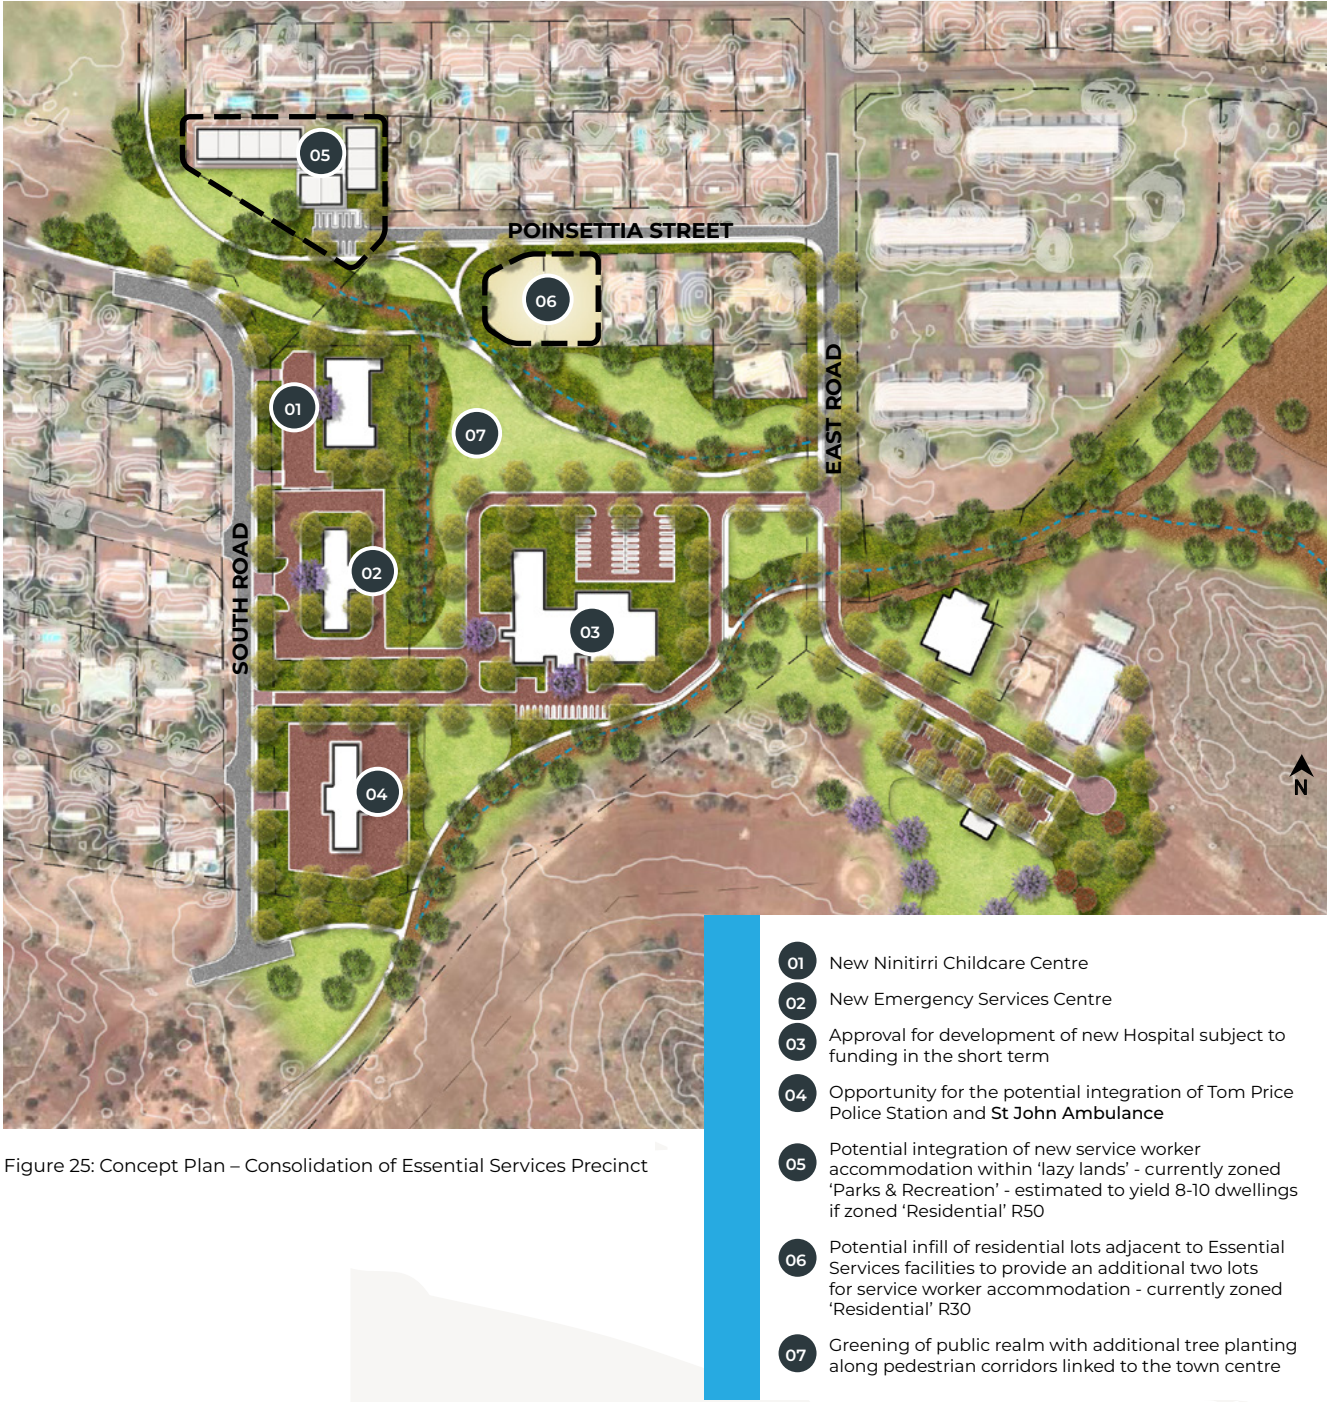 05
POINSETTIA STREET
06
EAST ROAD
01
07
SOUTH ROAD
02
03
04
N
01 New Ninitirri Childcare Centre
02 New Emergency Services Centre
03 Approval for development of new Hospital subject to
funding in the short term
04 Opportunity for the potential integration of Tom Price
Police Station and St John Ambulance
05 Potential integration of new service worker
accommodation within ‘lazy lands’ - currently zoned
‘Parks & Recreation’ - estimated to yield 8-10 dwellings
if zoned ‘Residential’ R50
06 Potential infill of residential lots adjacent to Essential
Services facilities to provide an additional two lots
for service worker accommodation - currently zoned
‘Residential’ R30
07 Greening of public realm with additional tree planting
along pedestrian corridors linked to the town centre
Figure 25: Concept Plan – Consolidation of Essential Services Precinct